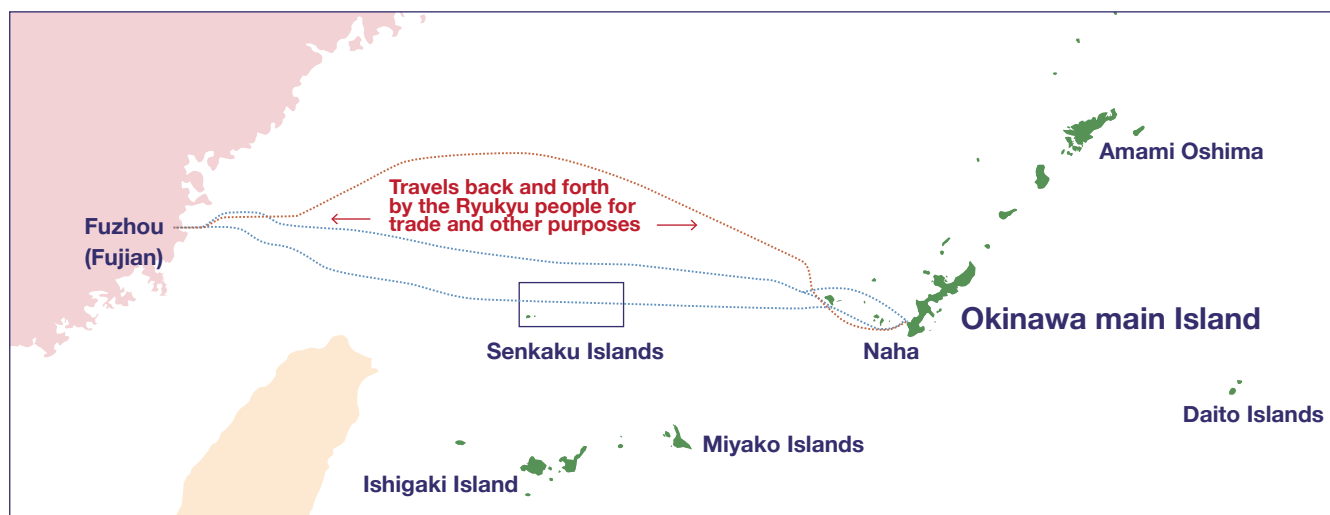 Amami Oshima
Travels back and forth
by the Ryukyu people for
trade and other purposes
Fuzhou
(Fujian)
Okinawa main Island
Senkaku Islands
Naha
Daito Islands
Miyako Islands
Ishigaki Island